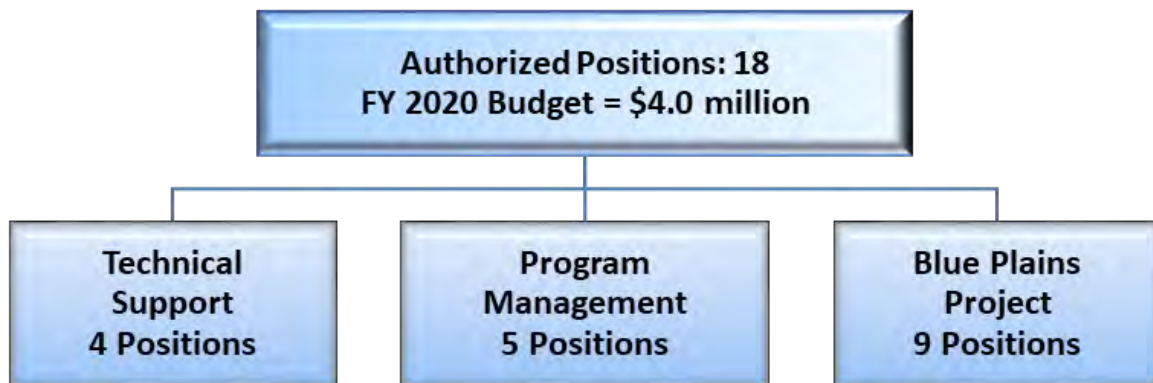 Authorized Positions: 18
FY 2020 Budget = $4.0 million
Technical
Support
4 Positions
Program
Management
5 Positions
Blue Plains
Project
9 Positions